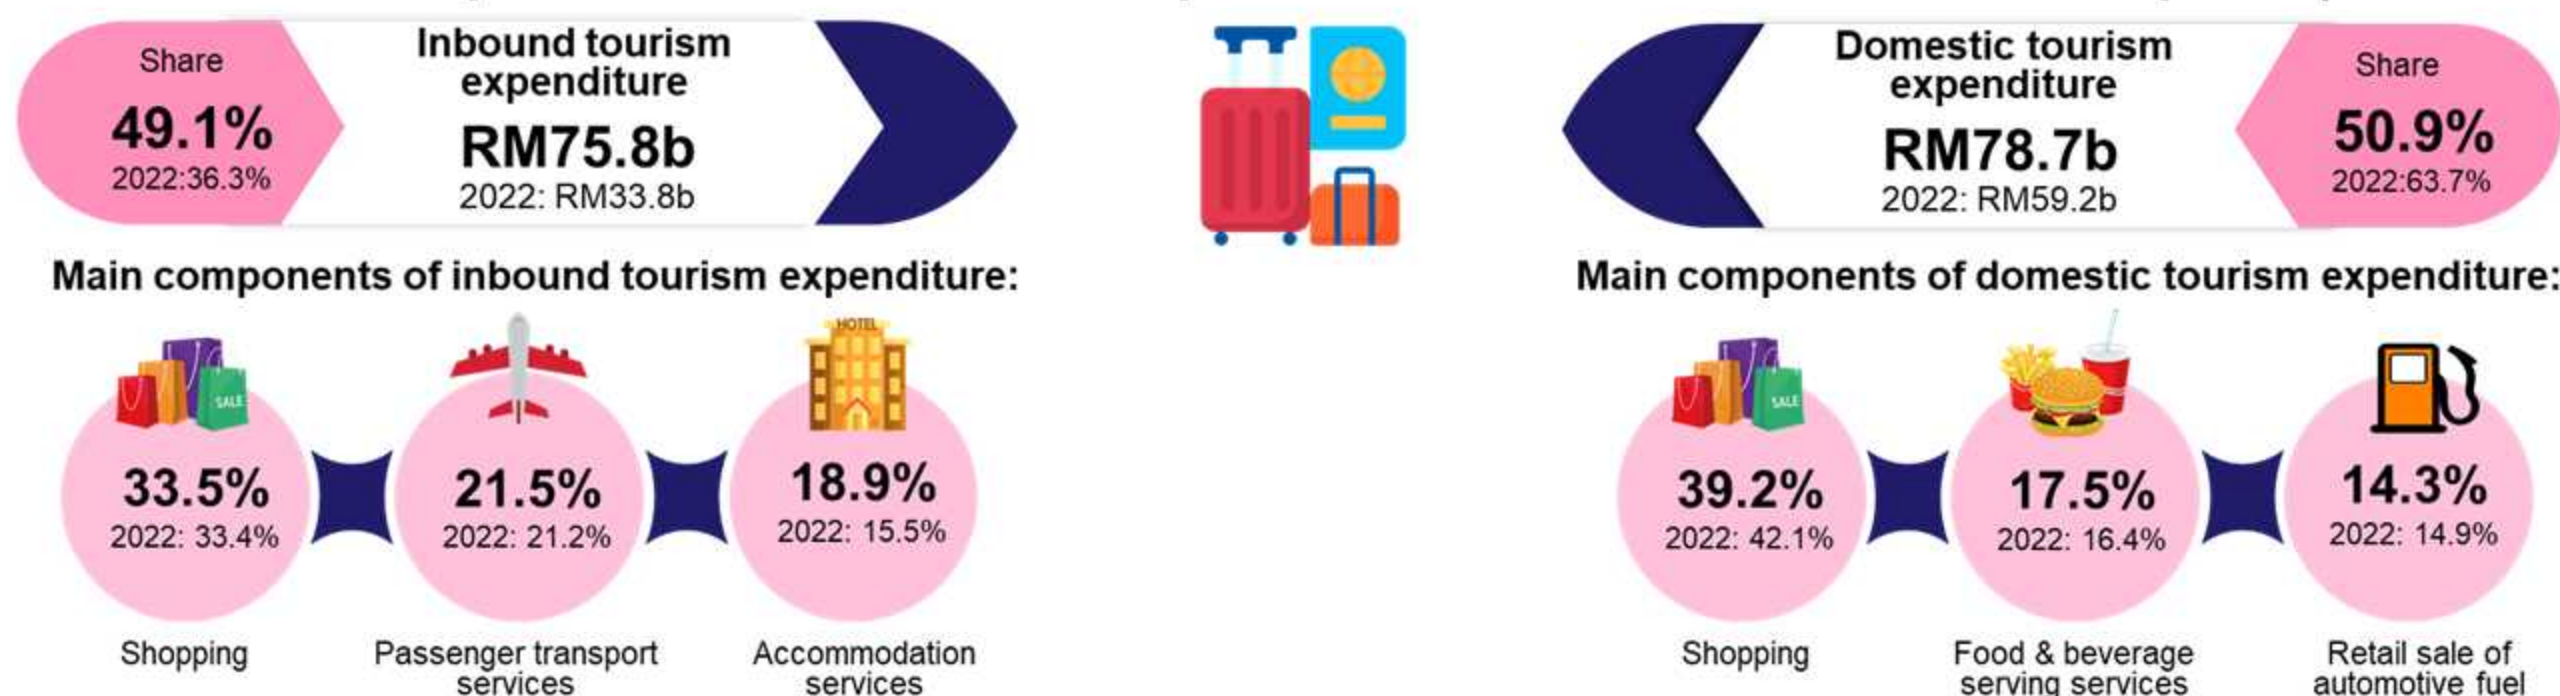 Share
49.1%
2022:36.3%
Inbound tourism
expenditure
RM75.8b
2022: RM33.8b
Domestic tourism
expenditure
RM78.7b
2022: RM59.2b
Share
50.9%
2022:63.7%
Main components of inbound tourism expenditure:
HOTEL
SALE
33.5%
2022: 33.4%
Shopping
21.5%
2022: 21.2%
Passenger transport
services
18.9%
2022: 15.5%
Accommodation
services
Main components of domestic tourism expenditure:
SALE
39.2%
2022: 42.1%
Shopping
17.5%
2022: 16.4%
Food & beverage
serving services
14.3%
2022: 14.9%
Retail sale of
automotive fuel